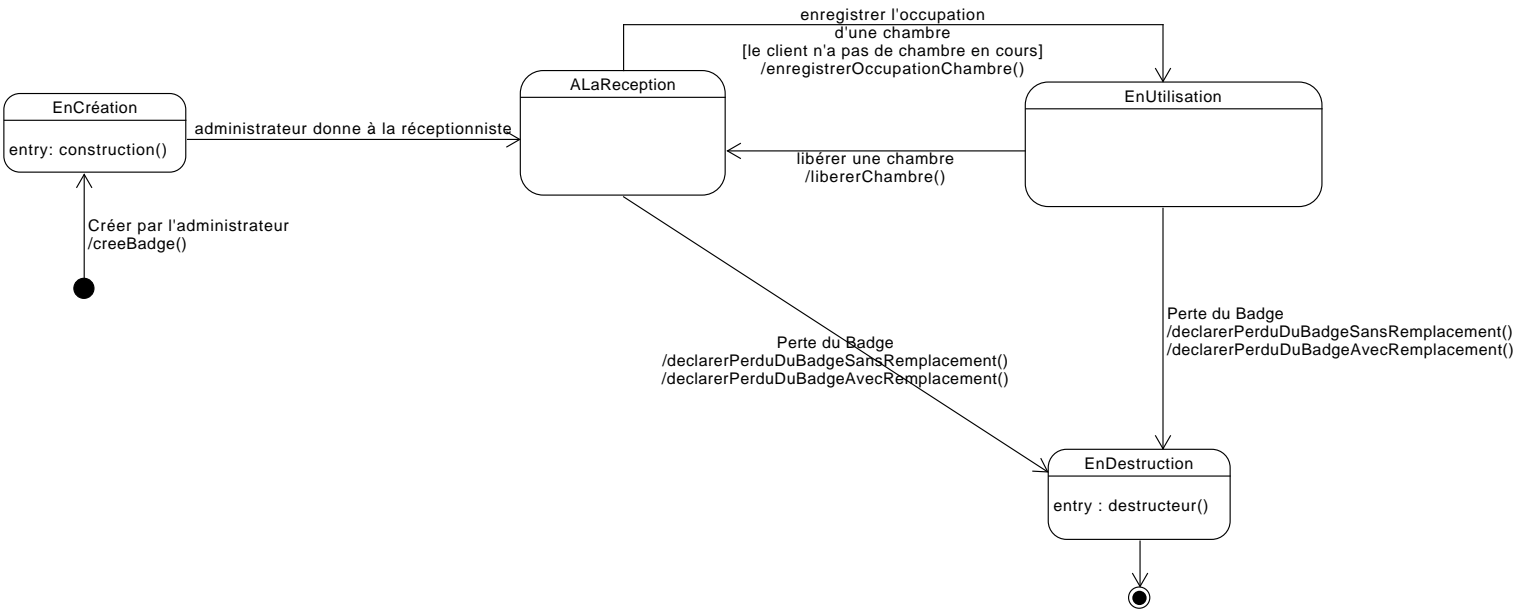 enregistrer l'occupation
d'une chambre
[le client n'a pas de chambre en cours]
/enregistrerOccupationChambre()
ALaReception
EnUtilisation
EnCréation
entry: construction()
administrateur donne à la réceptionniste
libérer une chambre
/libererChambre()
Créer par l'administrateur
/creeBadge()
Perte du Badge
/declarerPerduDuBadgeSansRemplacement()
/declarerPerduDuBadgeAvecRemplacement()
Perte du Badge
/declarerPerduDuBadgeSansRemplacement()
/declarerPerduDuBadgeAvecRemplacement()
EnDestruction
entry : destructeur()